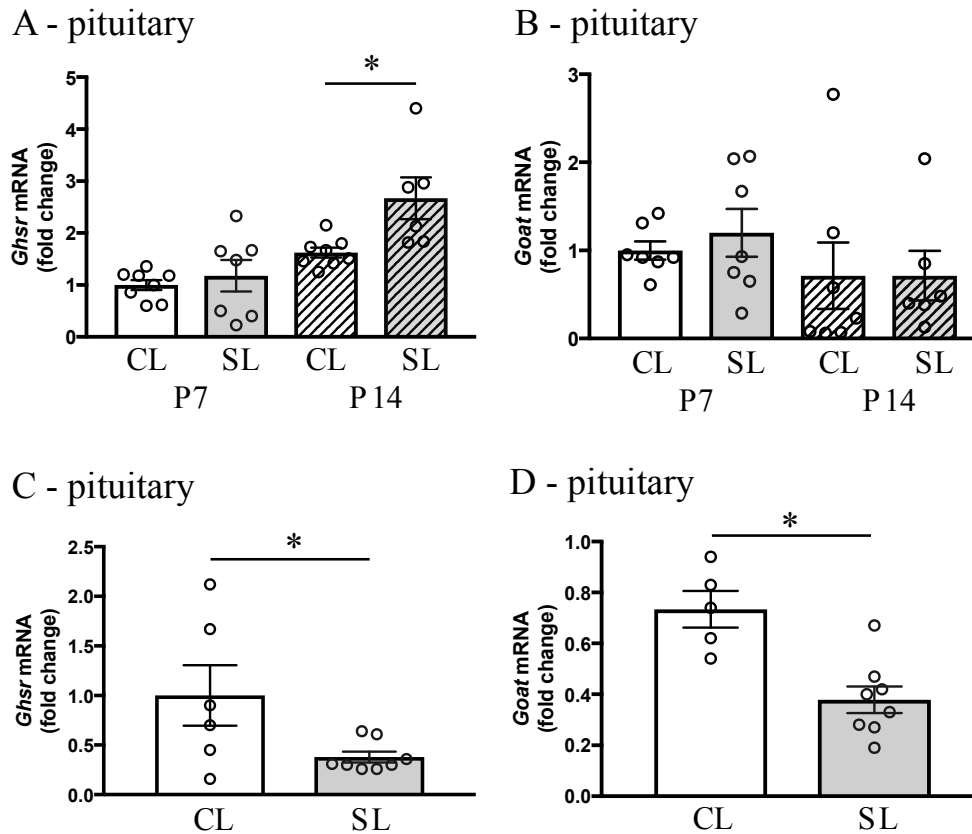 A - pituitary
Ghsr mRNA
(fold change)
5
4
3
2
1
0
*
CL SL CL SL
P7 P14
B - pituitary
Goat mRNA
(fold change)
3
2
1
0
CL SL CL SL
P7 P14
C - pituitary
Ghsr mRNA
(fold change)
2.5
2.0
1.5
1.0
0.5
0.0
*
CL SL
D - pituitary
Goat mRNA
(fold change)
1.0
0.8
0.6
0.4
0.2
0.0
*
CL SL